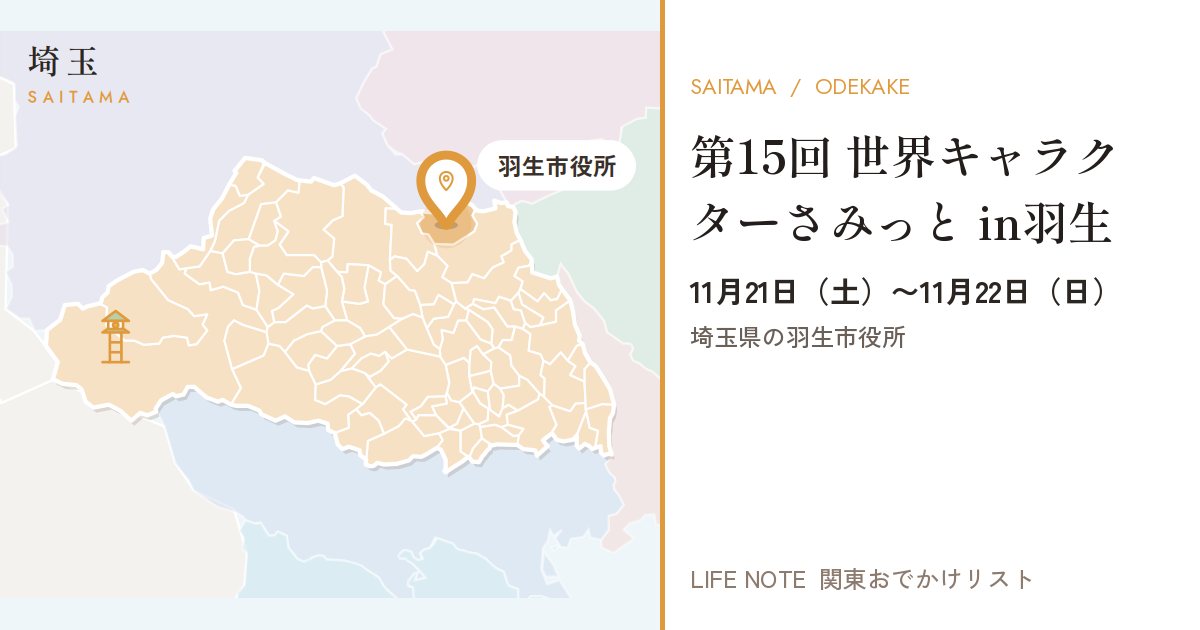 埼玉
SAITAMA
羽生市役所
SAITAMA / ODEKAKE
第15回 世界キャラク
ターさみっと in羽生
11月21日（土）〜11月22日（日）
埼玉県の羽生市役所
LIFE NOTE 関東おでかけリスト